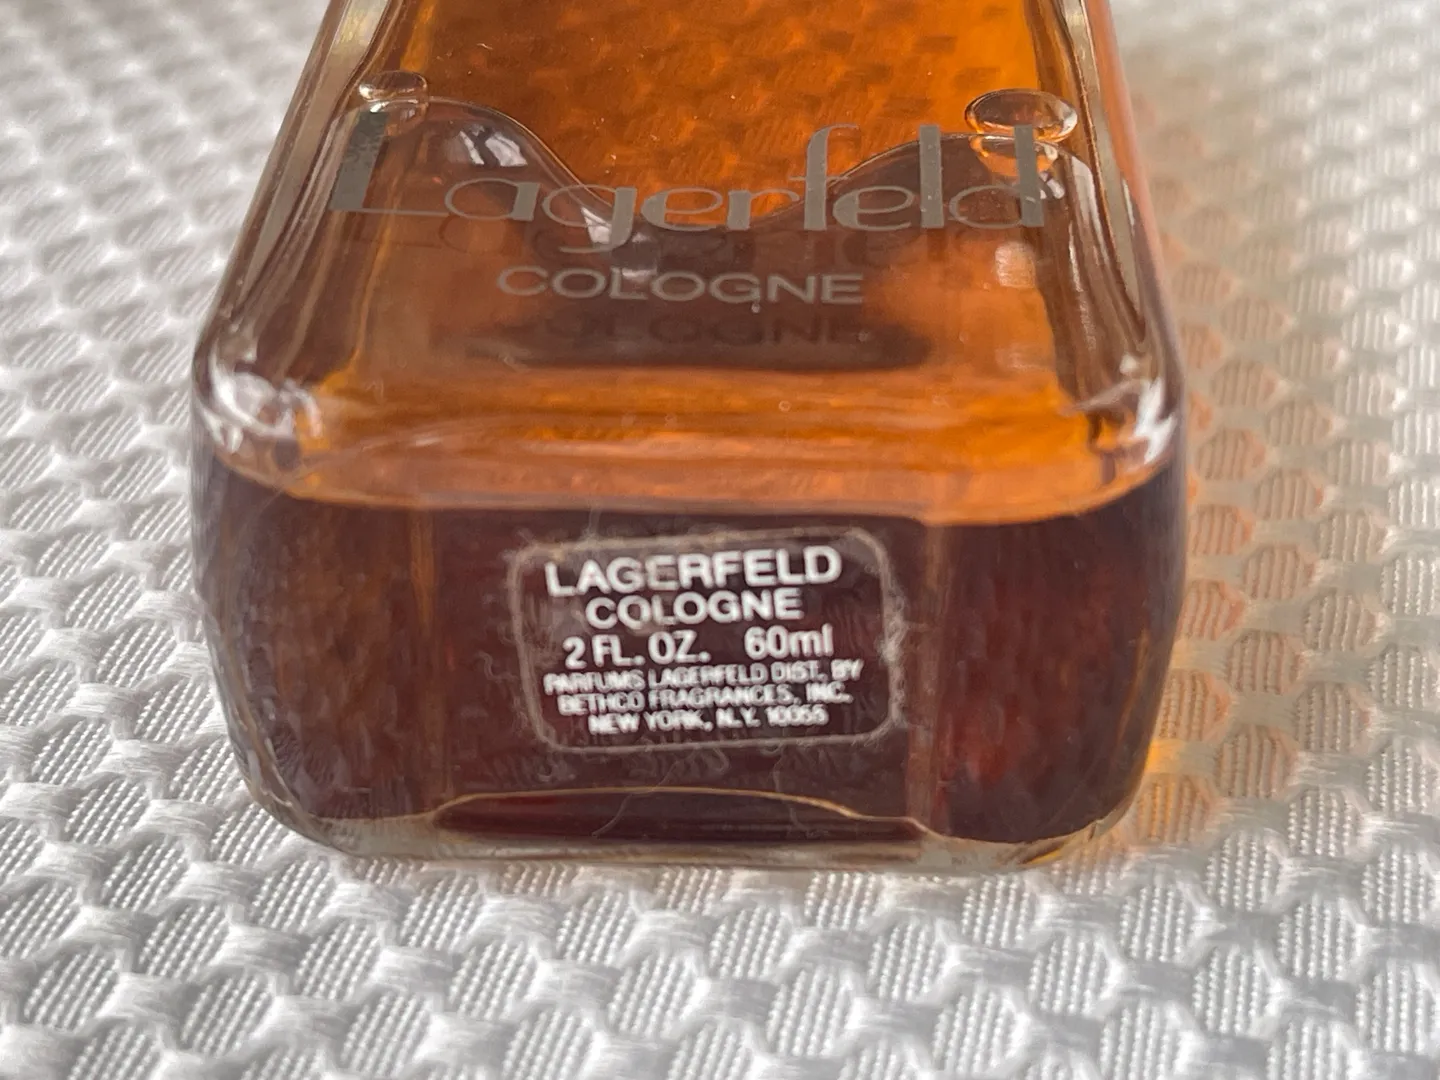 Lagerfeld
COLOGNE
LAGERFELD
COLOGNE
2 FL. OZ. 60ml
PARFUMS LAGERFELD DIST. BY
BETHCO FRAGRANCES, INC.
NEW YORK, N.Y. 10055